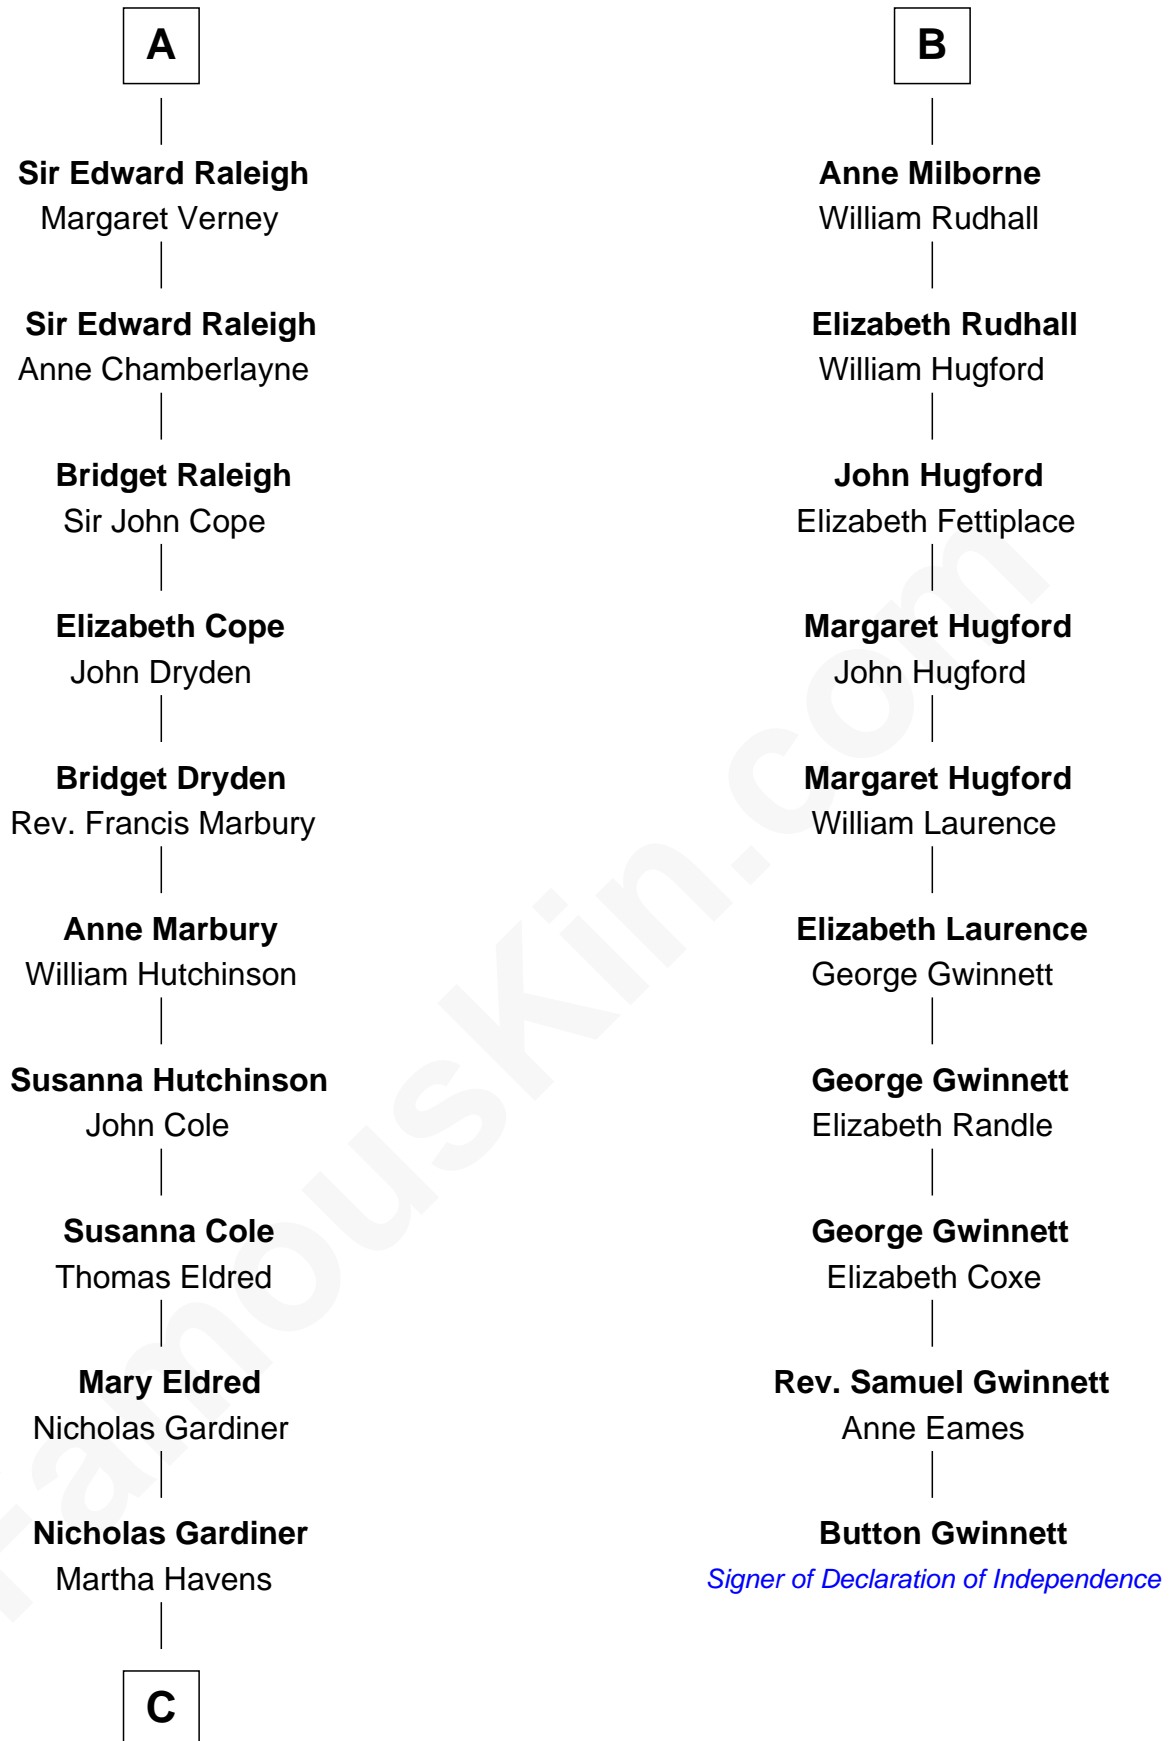 A
Sir Edward Raleigh
Margaret Verney
Sir Edward Raleigh
Anne Chamberlayne
Bridget Raleigh
Sir John Cope
Elizabeth Cope
John Dryden
Bridget Dryden
Rev. Francis Marbury
Anne Marbury
William Hutchinson
Susanna Hutchinson
John Cole
Susanna Cole
Thomas Eldred
Mary Eldred
Nicholas Gardiner
Nicholas Gardiner
Martha Havens
C
B
Anne Milborne
William Rudhall
Elizabeth Rudhall
William Hugford
John Hugford
Elizabeth Fettiplace
Margaret Hugford
John Hugford
Margaret Hugford
William Laurence
Elizabeth Laurence
George Gwinnett
George Gwinnett
Elizabeth Randle
George Gwinnett
Elizabeth Coxe
Rev. Samuel Gwinnett
Anne Eames
Button Gwinnett
Signer of Declaration of Independence
FamousKin.com